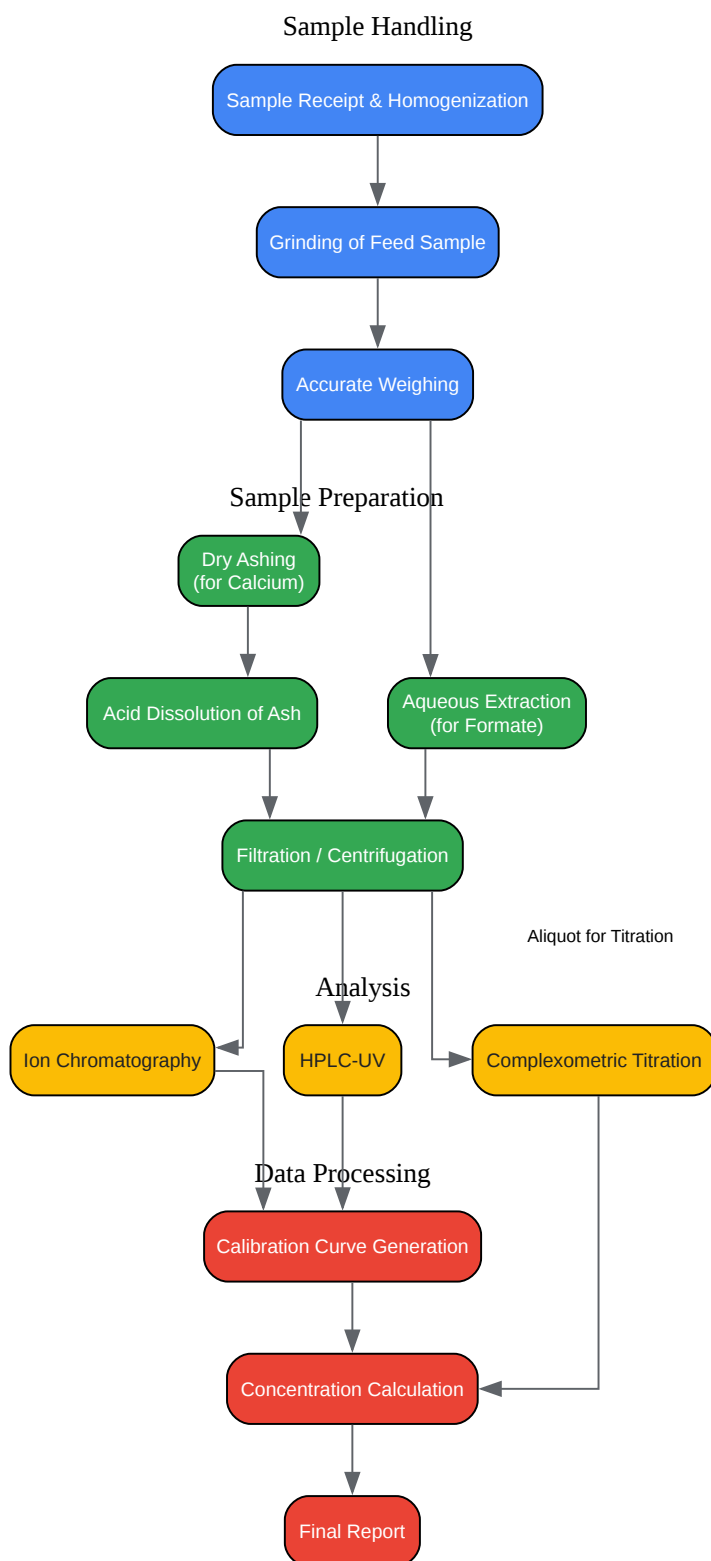 Sample Handling
Sample Receipt & Homogenization
Grinding of Feed Sample
Accurate Weighing
Sample Preparation
Dry Ashing
(for Calcium)
Acid Dissolution of Ash
Aqueous Extraction
(for Formate)
Filtration / Centrifugation
Aliquot for Titration
Analysis
Ion Chromatography
HPLC-UV
Complexometric Titration
Data Processing
Calibration Curve Generation
Concentration Calculation
Final Report